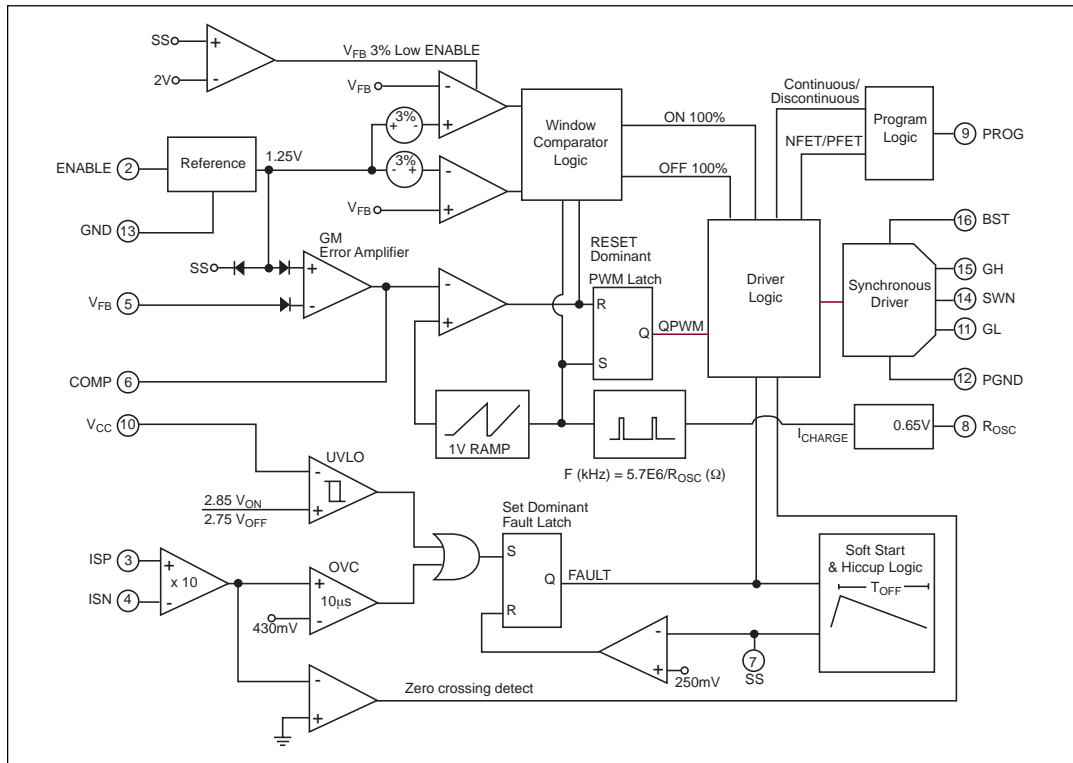 SS
+
-
2V
VFB 3% Low ENABLE
VFB
-
+
3%
+ -
3%
- +
-
+
VFB
Window
Comparator
Logic
ON 100%
OFF 100%
Continuous/
Discontinuous
NFET/PFET
Program
Logic
9 PROG
ENABLE 2
Reference
1.25V
GND 13
GM
Error Amplifier
SS
+
-
VFB 5
-
+
RESET
Dominant
PWM Latch
R
Q
S
QPWM
Driver
Logic
Synchronous
Driver
16 BST
15 GH
14 SWN
11 GL
12 PGND
COMP 6
VCC 10
1V RAMP
F (kHz) = 5.7E6/ROSC (Ω)
ICHARGE
0.65V
8 ROSC
UVLO
-
+
2.85 VON
2.75 VOFF
Set Dominant
Fault Latch
S
Q
R
FAULT
Soft Start
& Hiccup Logic
TOFF
ISP 3
ISN 4
+
-
x 10
OVC
+
10µs
-
430mV
-
+
250mV
7
SS
-
+
Zero crossing detect